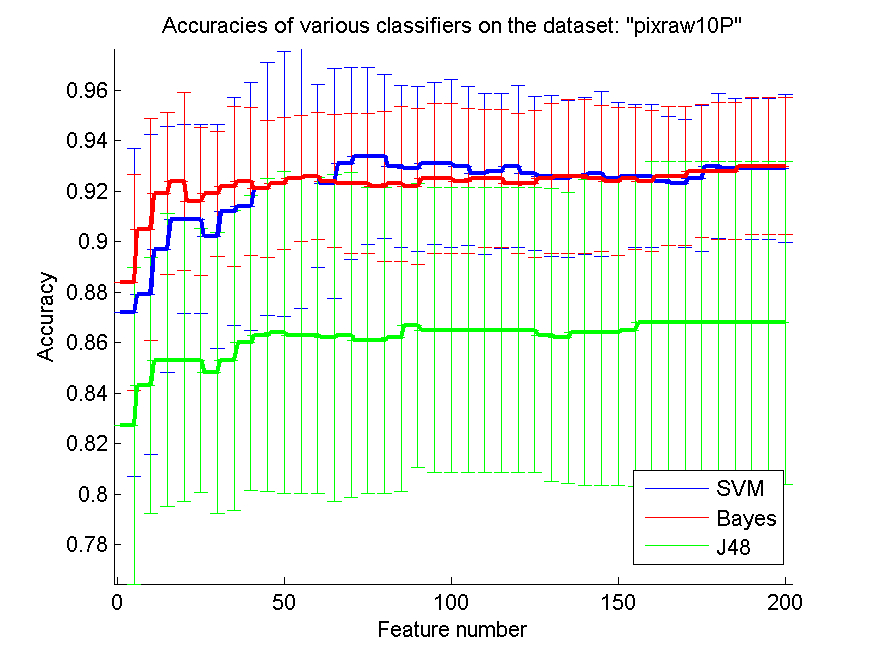 Accuracies of various classifiers on the dataset: "pixraw10P"
0.96
0.94
0.92
0.9
0.88
0.86
0.84
0.82
0.8
0.78
Accuracy
SVM
Bayes
J48
0 50 100 150 200
Feature number